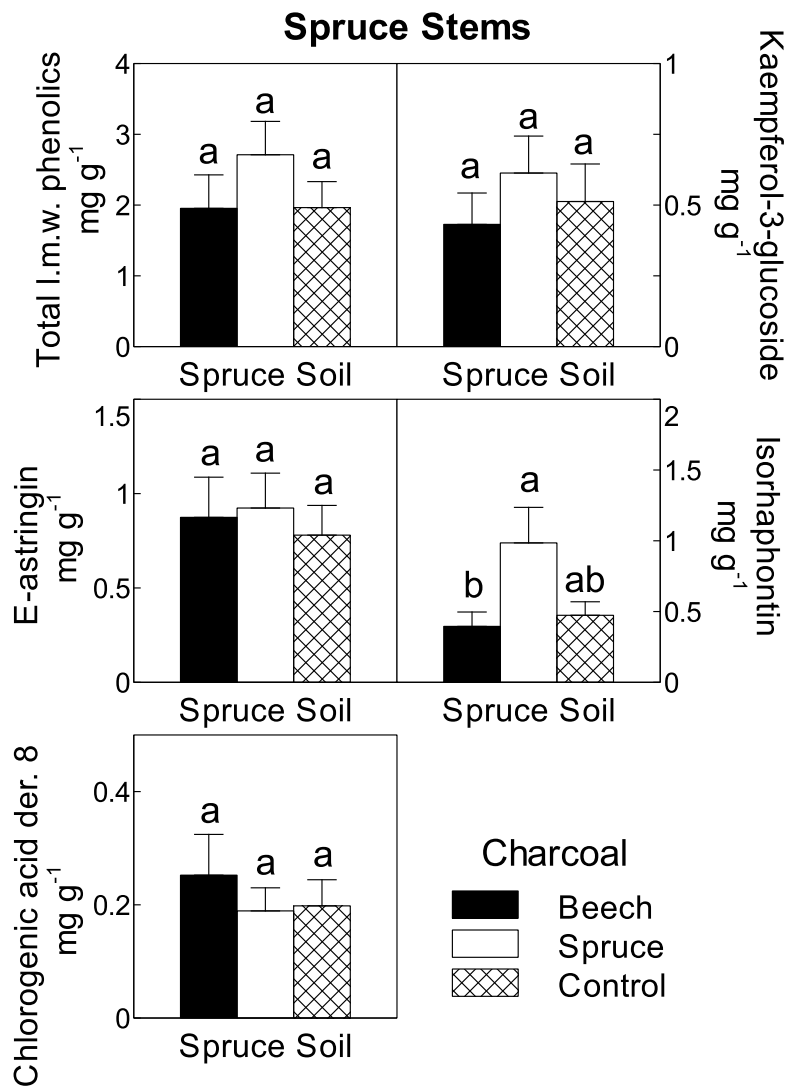 Spruce Stems
Total l.m.w. phenolics
mg g-1
4
3
2
1
0
a
a
a
Spruce Soil
a
a
a
Spruce Soil
1
0.5
0
Kaempferol-3-glucoside
mg g-1
E-astringin
mg g-1
1.5
1
0.5
0
a
a
a
Spruce Soil
b
a
ab
Spruce Soil
2
1.5
1
0.5
0
Isorhaphontin
mg g-1
Chlorogenic acid der. 8
mg g-1
0.4
0.2
0
a
a
a
Spruce Soil
Charcoal
Beech
Spruce
Control